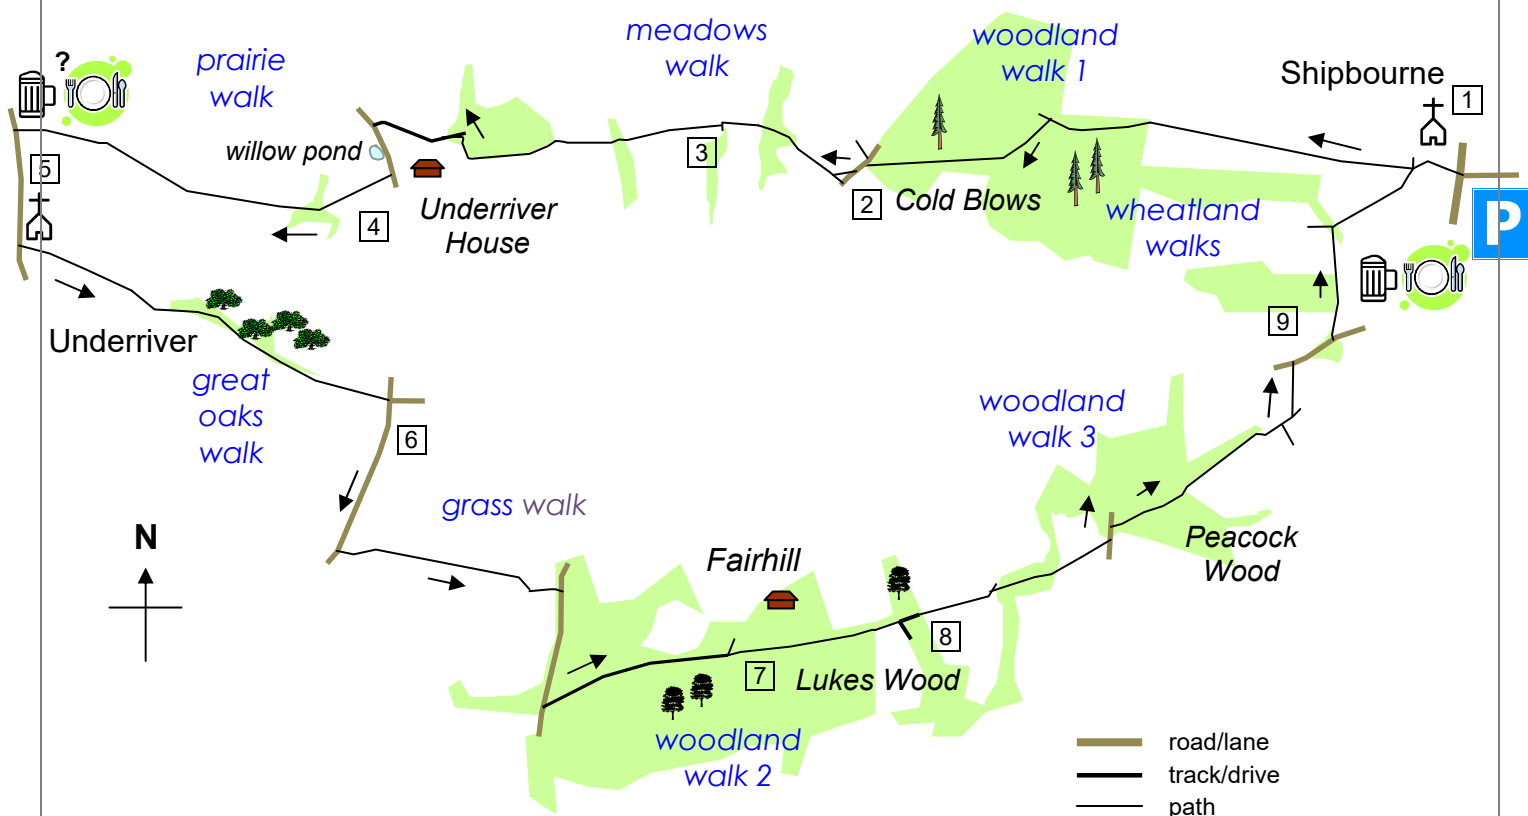 meadows
walk
woodland
walk 1
prairie
walk
?
Shipbourne
1
willow pond
3
5
2
Cold Blows
wheatland
walks
P
Underriver
House
4
9
Underriver
great
oaks
walk
6
woodland
walk 3
grass walk
N
Fairhill
Peacock
Wood
8
7
Lukes Wood
woodland
walk 2
road/lane
track/drive
path